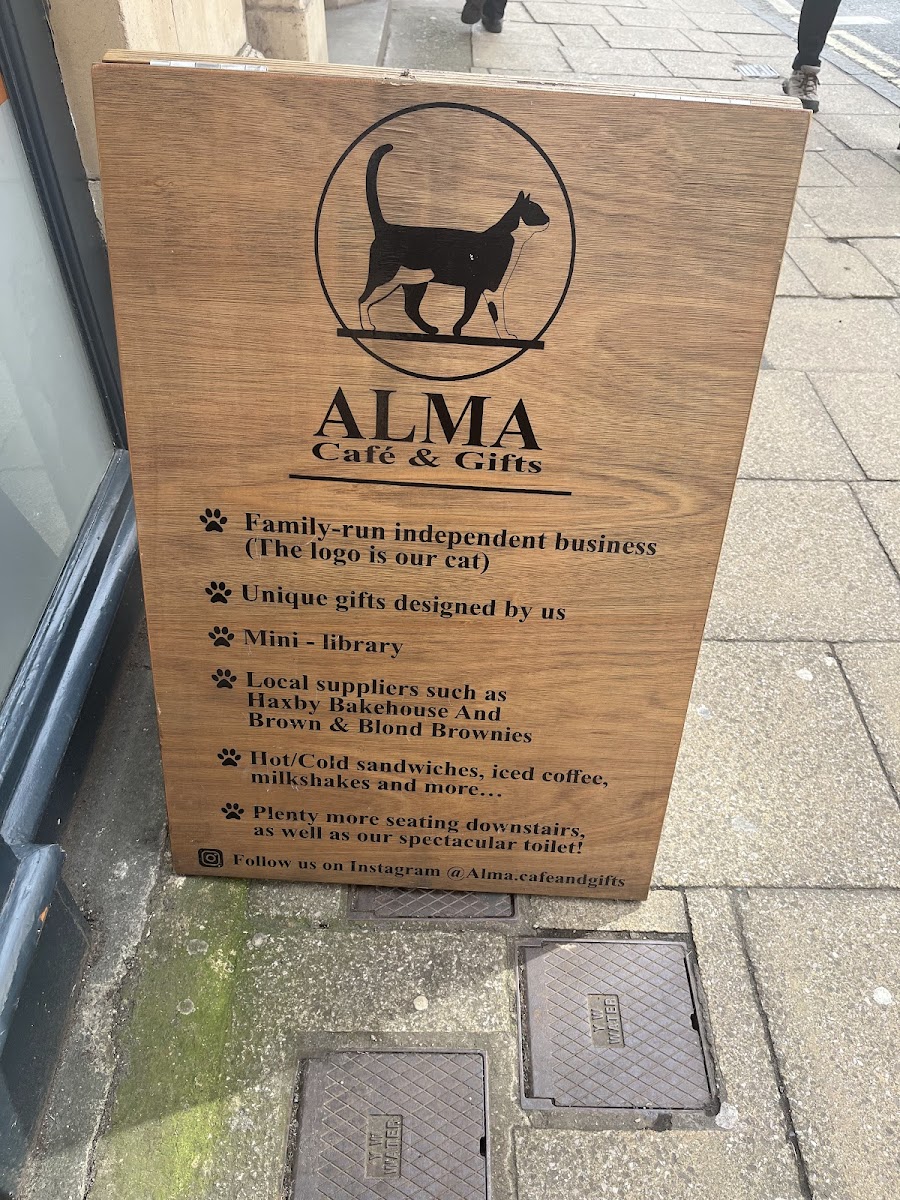 ALMA
Café & Gifts
Family-run independent business
(The logo is our cat)
Unique gifts designed by us
Mini - library
Local suppliers such as
Haxby Bakehouse And
Brown & Blond Brownies
Hot/Cold sandwiches, iced coffee,
milkshakes and more...
Plenty more seating downstairs,
as well as our spectacular toilet!
Follow us on Instagram @Alma.cafeandgifts
Y.W
WATER
Y.W
WATER